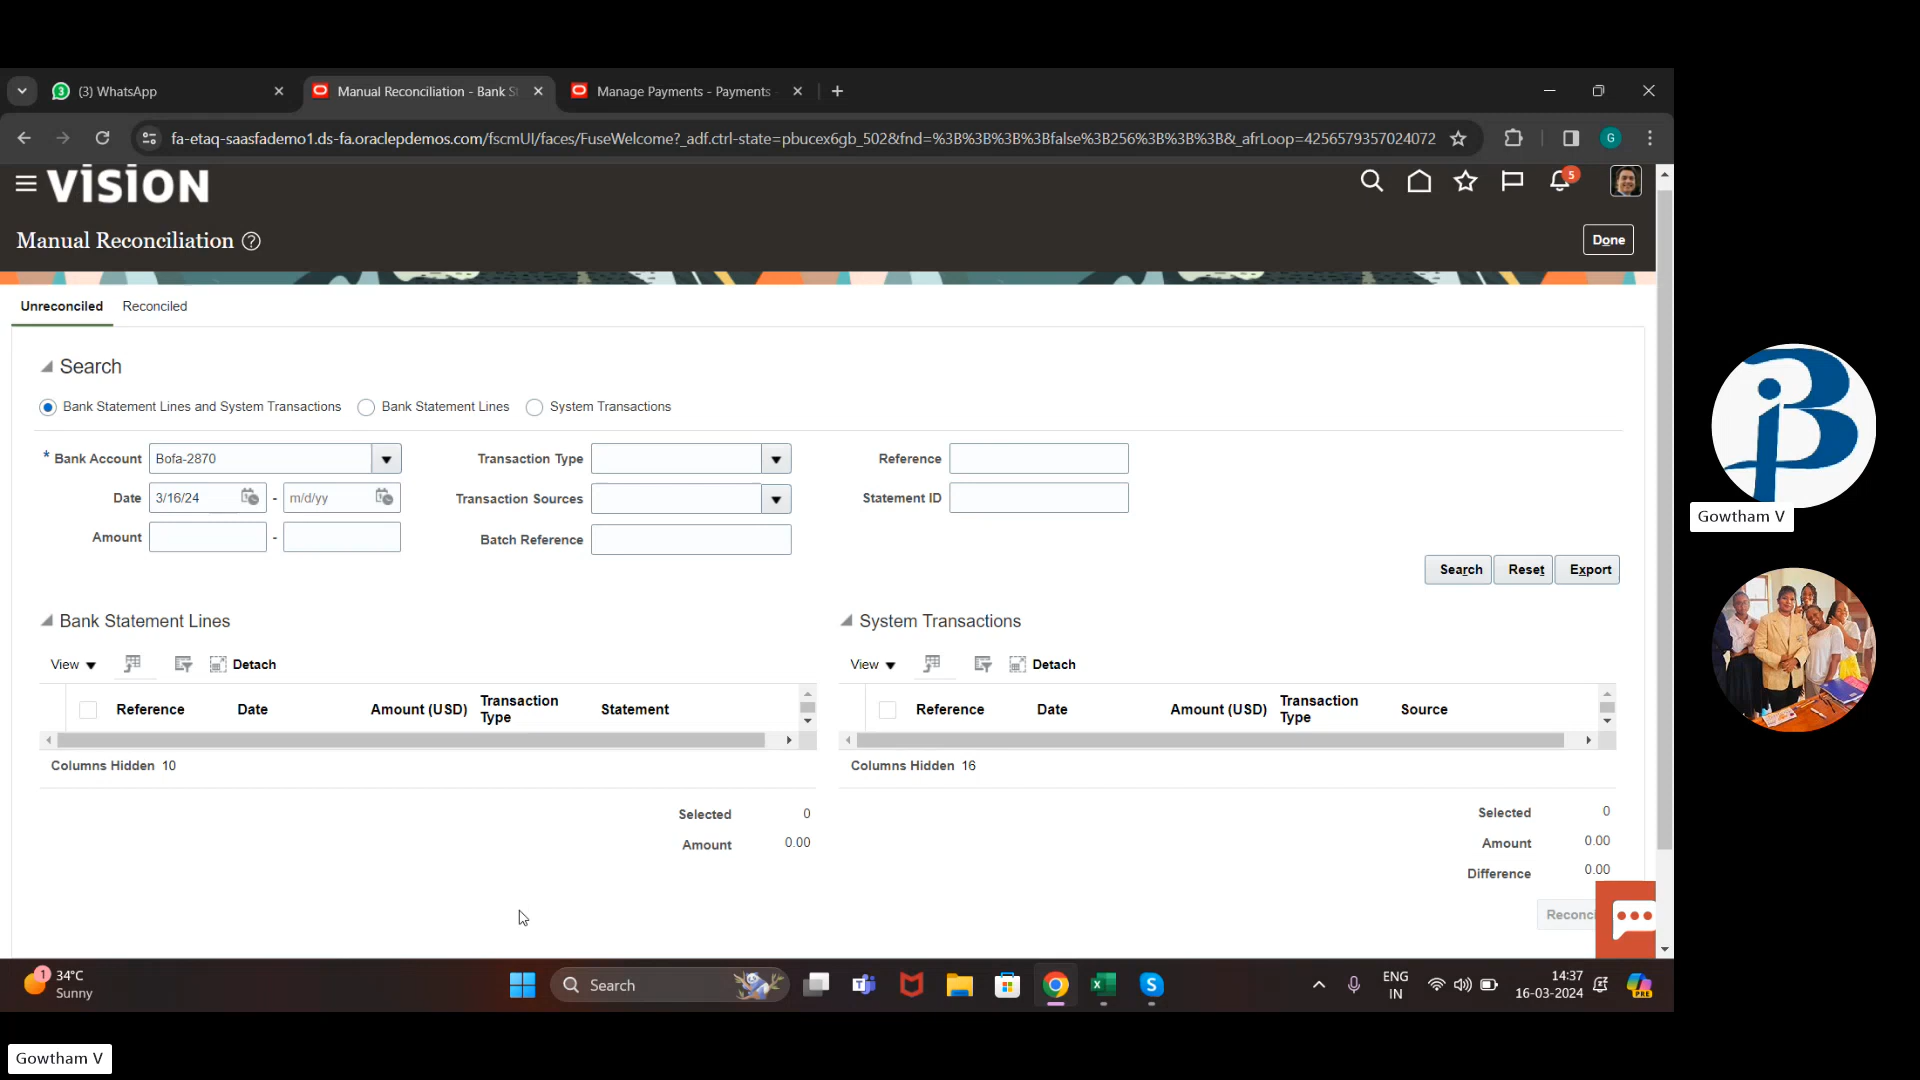 (3) WhatsApp
Manual Reconciliation - Bank S
Manage Payments - Payments
fa-etaq-saasfademo1.ds-fa.oraclepdemos.com/fscmUI/faces/FuseWelcome?_adf.ctrl-state=pbucex6gb_502&fnd=%3B%3B%3B%3Bfalse%3B256%3B%3B%3B&_afrLoop=4256579357024072
G
VISION
5
Manual Reconciliation
Done
Unreconciled Reconciled
Search
Bank Statement Lines and System Transactions Bank Statement Lines System Transactions
* Bank Account Bofa-2870 Transaction Type Reference
Date 3/16/24 - m/d/yy Transaction Sources Statement ID
Amount - Batch Reference
Search Reset Export
Bank Statement Lines System Transactions
View Detach View Detach
Reference Date Amount (USD) Transaction Type Statement
Reference Date Amount (USD) Transaction Type Source
Columns Hidden 10 Columns Hidden 16
Selected 0
Amount 0.00
Selected 0
Amount 0.00
Difference 0.00
Reconc
1
34°C
Sunny
Search
ENG
IN
14:37
16-03-2024
PRE
Gowtham V
Gowtham V